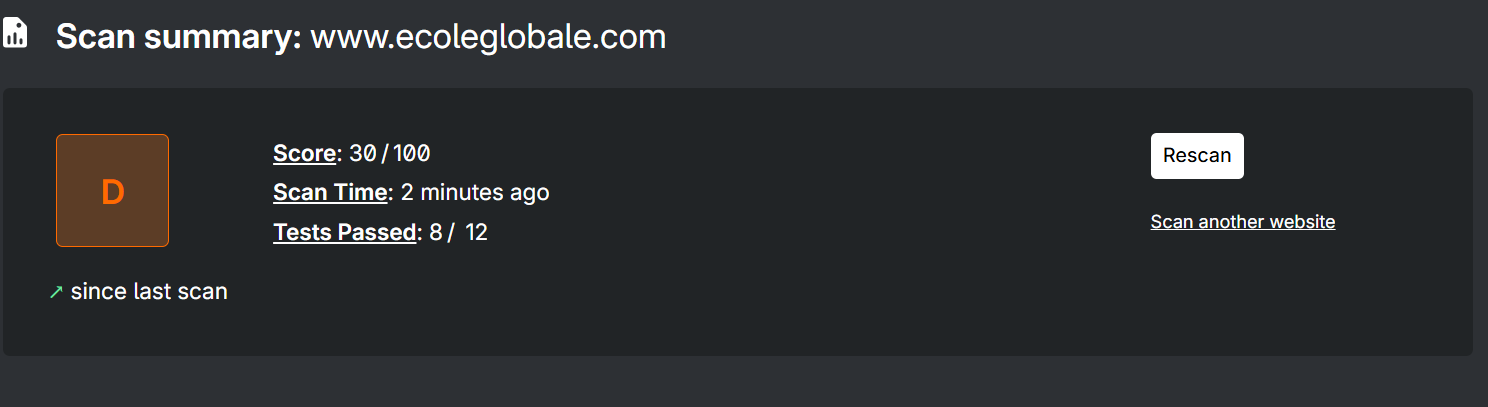 Scan summary: www.ecoleglobale.com
D
Score: 30/100
Scan Time: 2 minutes ago
Tests Passed: 8/ 12
Rescan
Scan another website
↗ since last scan